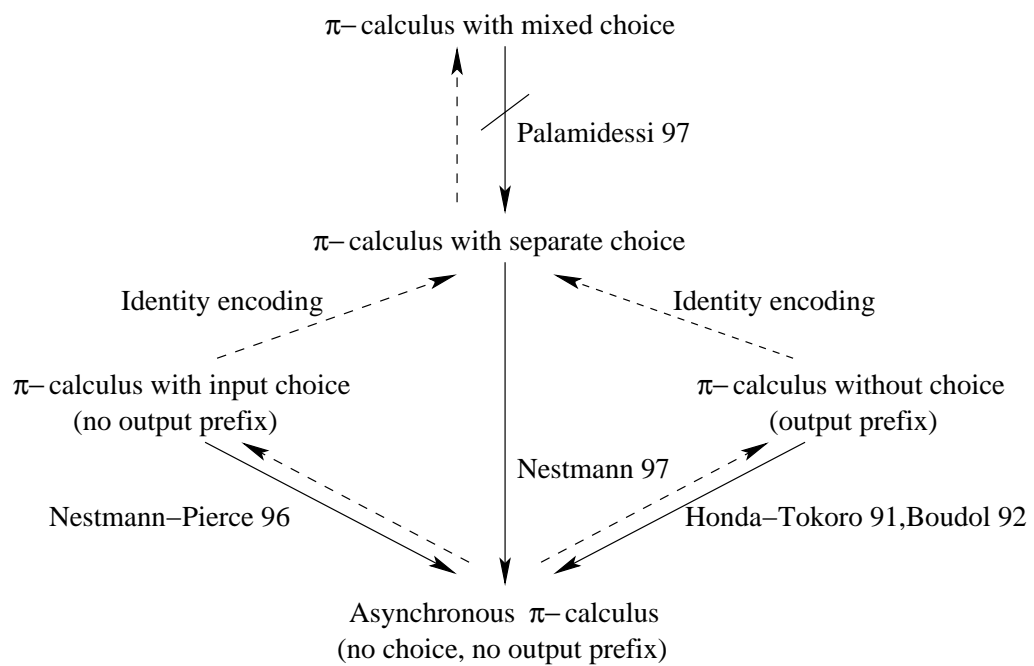 π− calculus with mixed choice
Palamidessi 97
π− calculus with separate choice
Identity encoding
Identity encoding
π− calculus with input choice
(no output prefix)
π− calculus without choice
(output prefix)
Nestmann 97
Nestmann−Pierce 96
Honda−Tokoro 91,Boudol 92
Asynchronous π− calculus
(no choice, no output prefix)